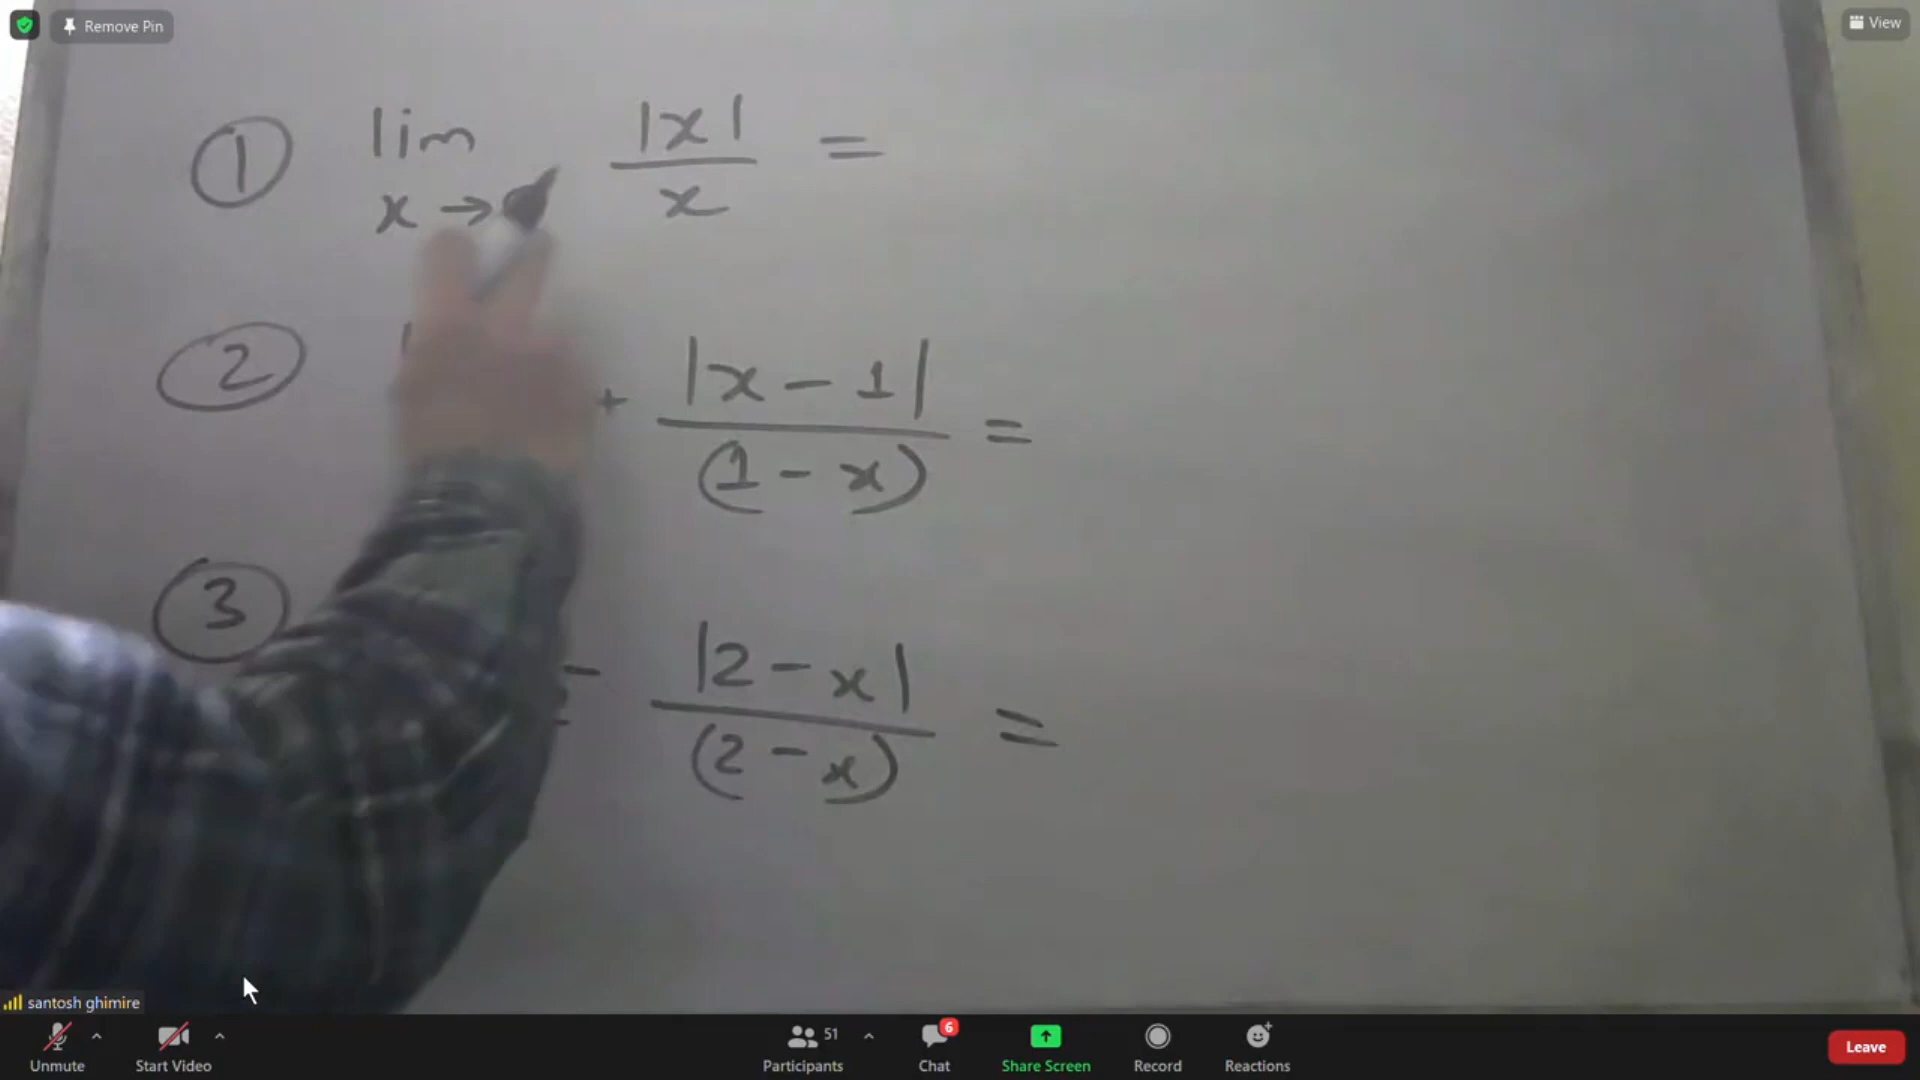 Remove Pin
View
① lim |x| =
x → x
② + |x - 1| =
(1 - x)
③
- |2 - x| =
(2 - x)
santosh ghimire
Unmute
Start Video
Participants 51
Chat 6
Share Screen
Record
Reactions
Leave